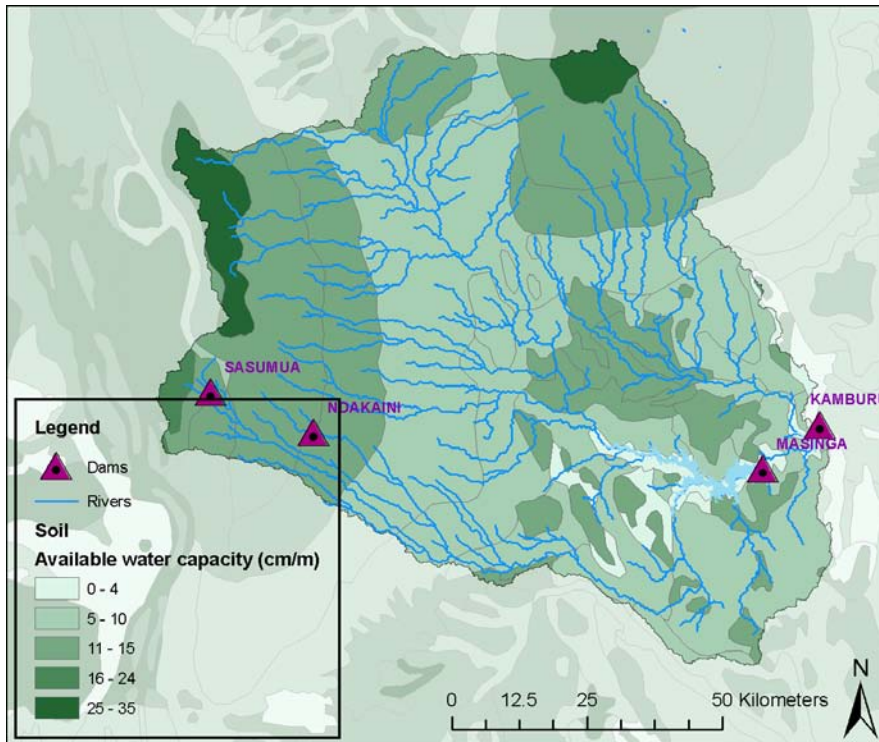 SASUMUA
NDAKAINI
KAMBURU
MASINGA
Legend
Dams
Rivers
Soil
Available water capacity (cm/m)
0 - 4
5 - 10
11 - 15
16 - 24
25 - 35
N
0 12.5 25 50 Kilometers